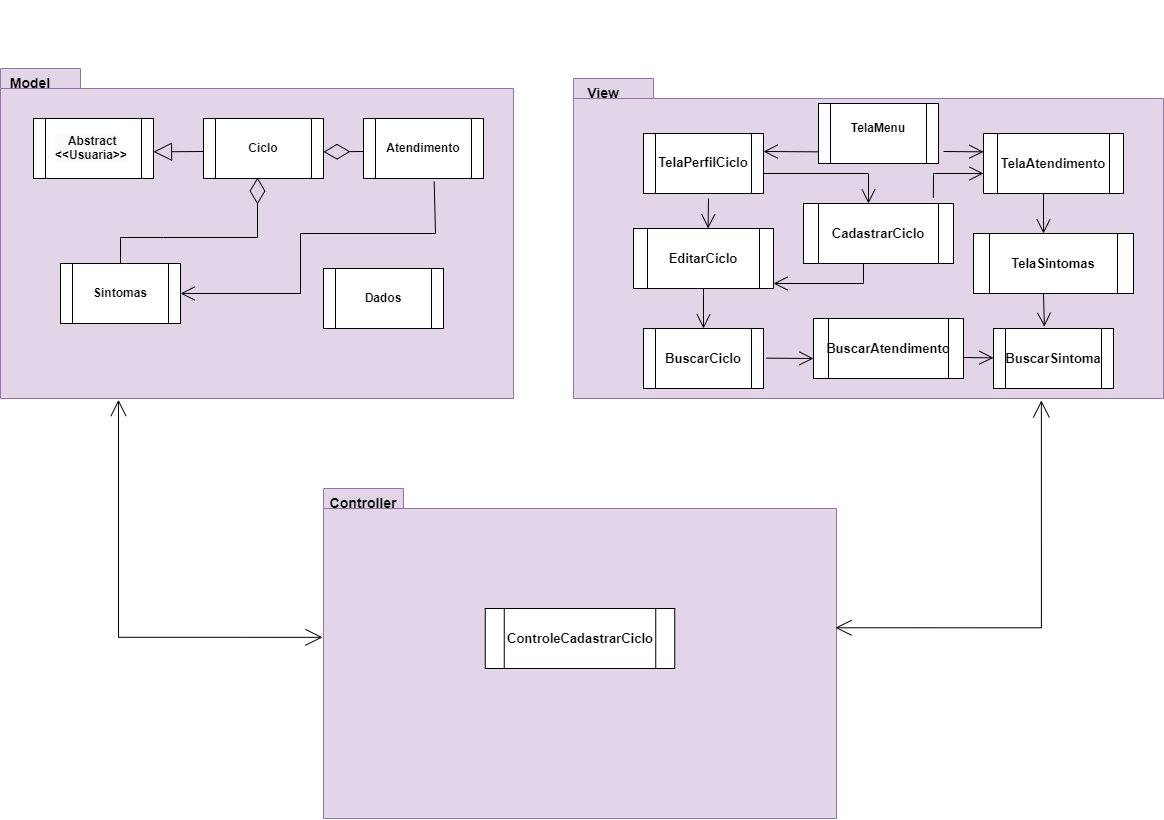 Model
Abstract
<<Usuaria>>
Ciclo
Atendimento
Sintomas
Dados
View
TelaMenu
TelaPerfilCiclo
TelaAtendimento
CadastrarCiclo
EditarCiclo
TelaSintomas
BuscarCiclo
BuscarAtendimento
BuscarSintoma
Controller
ControleCadastrarCiclo